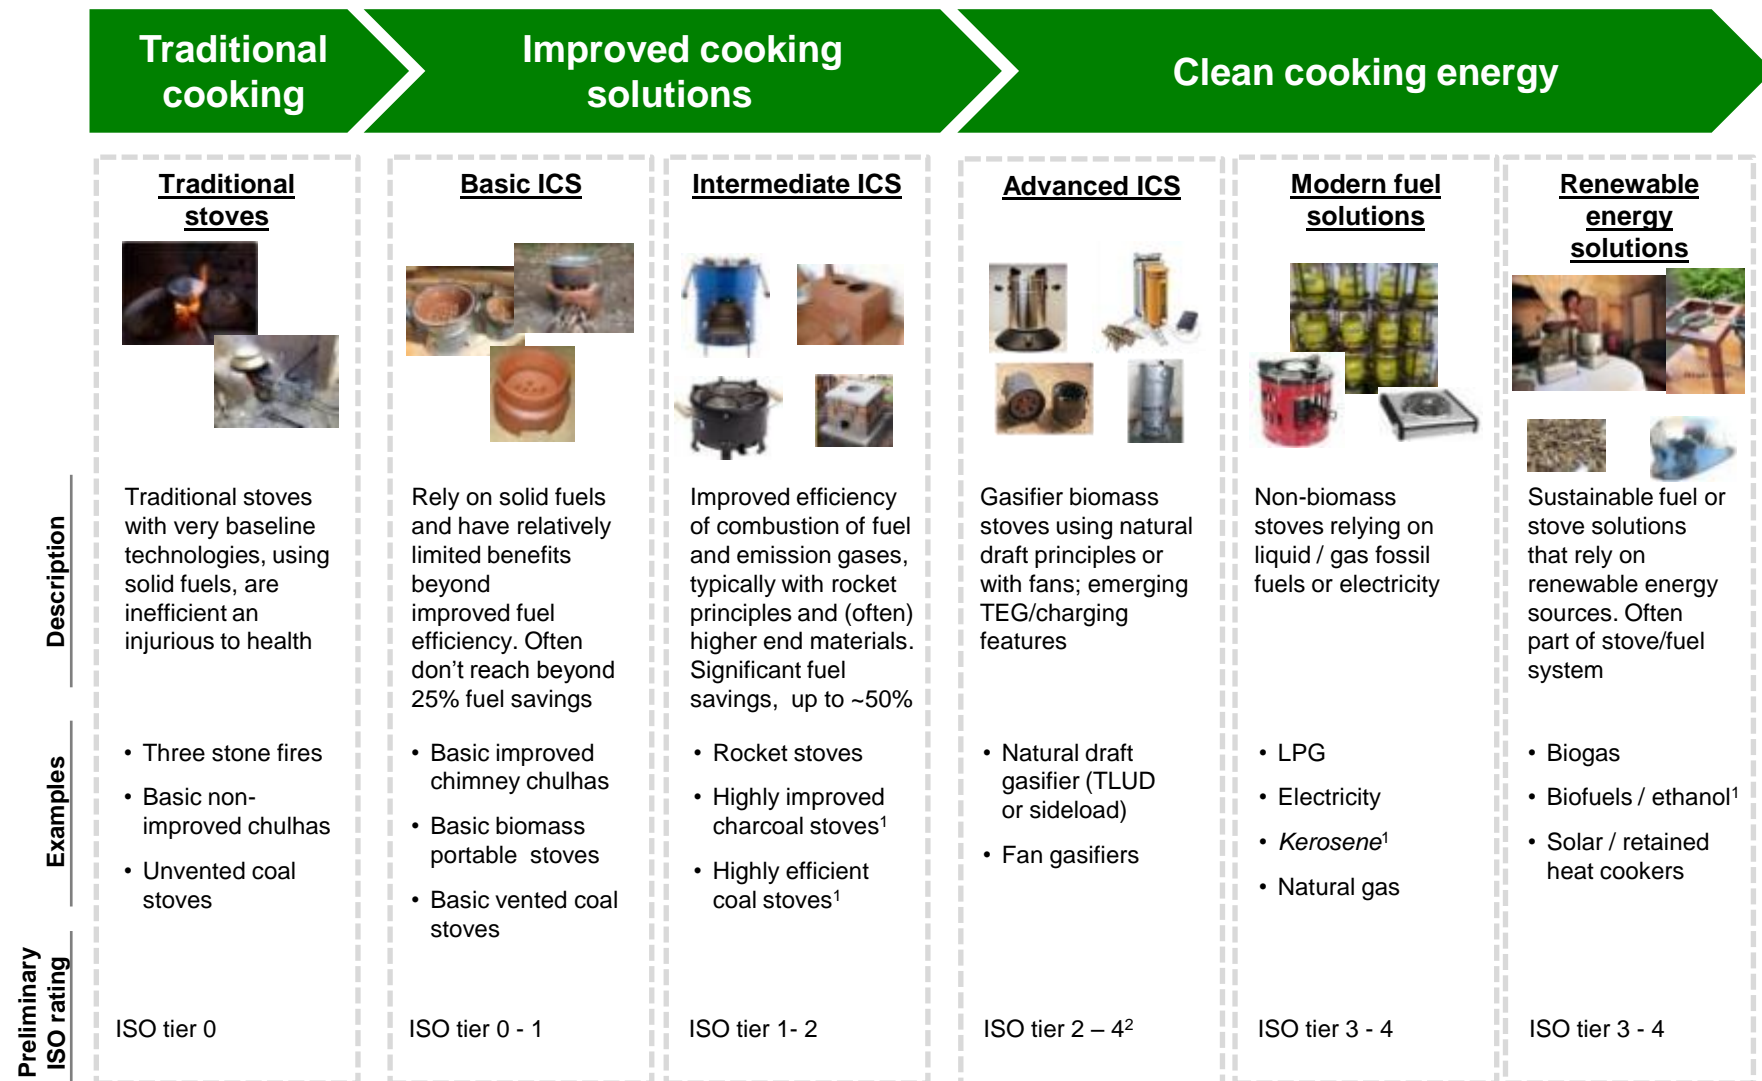 Traditional
cooking
Improved cooking
solutions
Clean cooking energy
Traditional
stoves
Basic ICS
Intermediate ICS
Advanced ICS
Modern fuel
solutions
Renewable
energy
solutions
Description
Traditional stoves
with very baseline
technologies, using
solid fuels, are
inefficient an
injurious to health
Rely on solid fuels
and have relatively
limited benefits
beyond
improved fuel
efficiency. Often
don’t reach beyond
25% fuel savings
Improved efficiency
of combustion of fuel
and emission gases,
typically with rocket
principles and (often)
higher end materials.
Significant fuel
savings,  up to ~50%
Gasifier biomass
stoves using natural
draft principles or
with fans; emerging
TEG/charging
features
Non-biomass
stoves relying on
liquid / gas fossil
fuels or electricity
Sustainable fuel or
stove solutions
that rely on
renewable energy
sources. Often
part of stove/fuel
system
Examples
• Three stone fires
• Basic non-
improved chulhas
• Unvented coal
stoves
• Basic improved
chimney chulhas
• Basic biomass
portable  stoves
• Basic vented coal
stoves
• Rocket stoves
• Highly improved
charcoal stoves¹
• Highly efficient
coal stoves¹
• Natural draft
gasifier (TLUD
or sideload)
• Fan gasifiers
• LPG
• Electricity
• Kerosene¹
• Natural gas
• Biogas
• Biofuels / ethanol¹
• Solar / retained
heat cookers
Preliminary
ISO rating
ISO tier 0
ISO tier 0 - 1
ISO tier 1- 2
ISO tier 2 – 4²
ISO tier 3 - 4
ISO tier 3 - 4